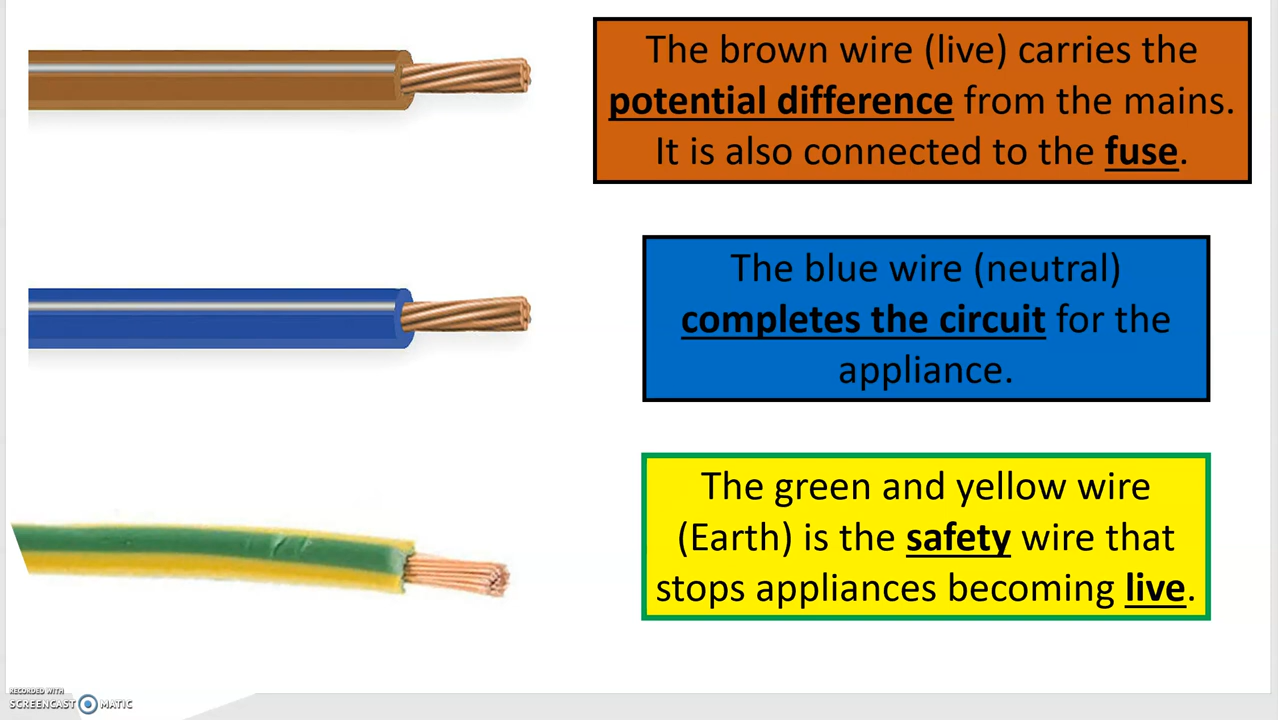 The brown wire (live) carries the
potential difference from the mains.
It is also connected to the fuse.
The blue wire (neutral)
completes the circuit for the
appliance.
The green and yellow wire
(Earth) is the safety wire that
stops appliances becoming live.
RECORDED WITH
SCREENCAST MATIC